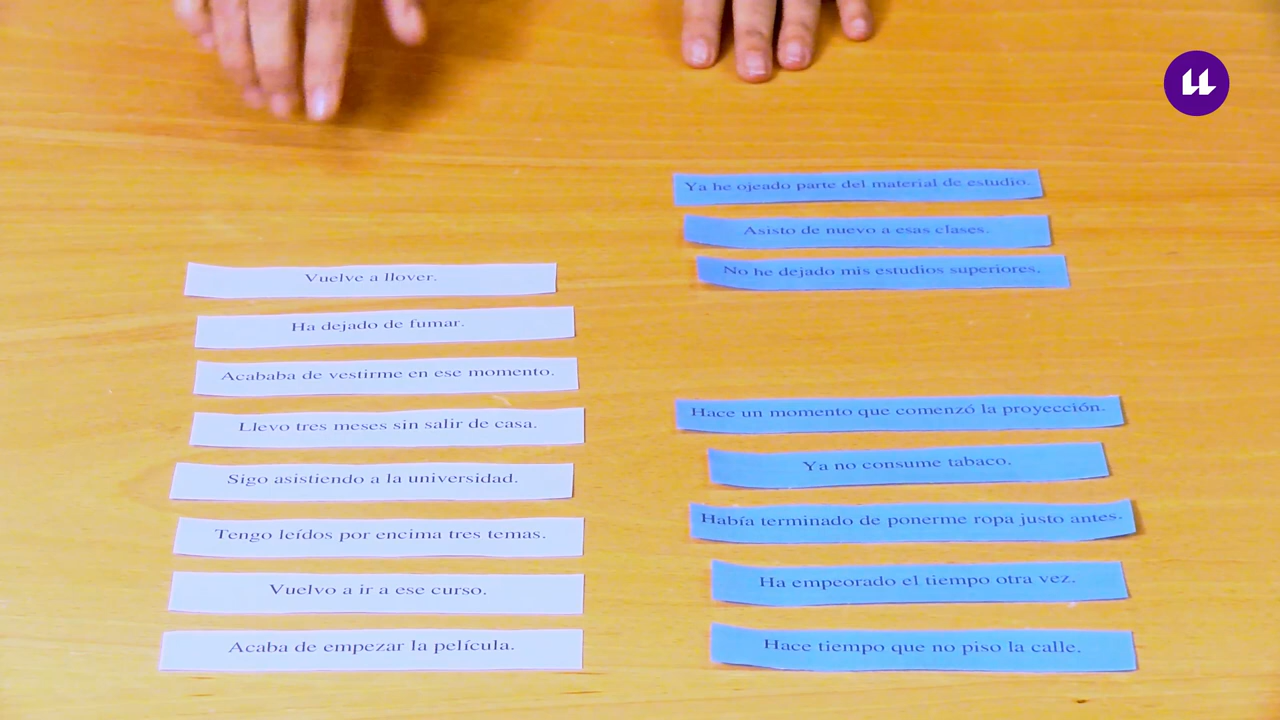 Vuelve a llover.
Ha dejado de fumar.
Acababa de vestirme en ese momento.
Llevo tres meses sin salir de casa.
Sigo asistiendo a la universidad.
Tengo leídos por encima tres temas.
Vuelvo a ir a ese curso.
Acaba de empezar la película.
Ya he ojeado parte del material de estudio.
Asisto de nuevo a esas clases.
No he dejado mis estudios superiores.
Hace un momento que comenzó la proyección.
Ya no consume tabaco.
Había terminado de ponerme ropa justo antes.
Ha empeorado el tiempo otra vez.
Hace tiempo que no piso la calle.